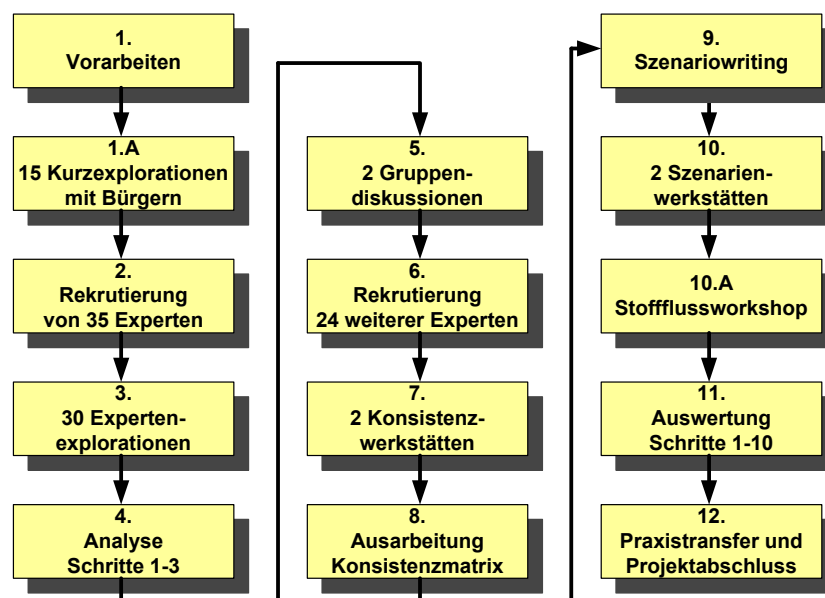 1.
Vorarbeiten
1.A
15 Kurzexplorationen
mit Bürgern
2.
Rekrutierung
von 35 Experten
3.
30 Experten-
explorationen
4.
Analyse
Schritte 1-3
5.
2 Gruppen-
diskussionen
6.
Rekrutierung
24 weiterer Experten
7.
2 Konsistenz-
werkstätten
8.
Ausarbeitung
Konsistenzmatrix
9.
Szenariowriting
10.
2 Szenarien-
werkstätten
10.A
Stoffflussworkshop
11.
Auswertung
Schritte 1-10
12.
Praxistransfer und
Projektabschluss